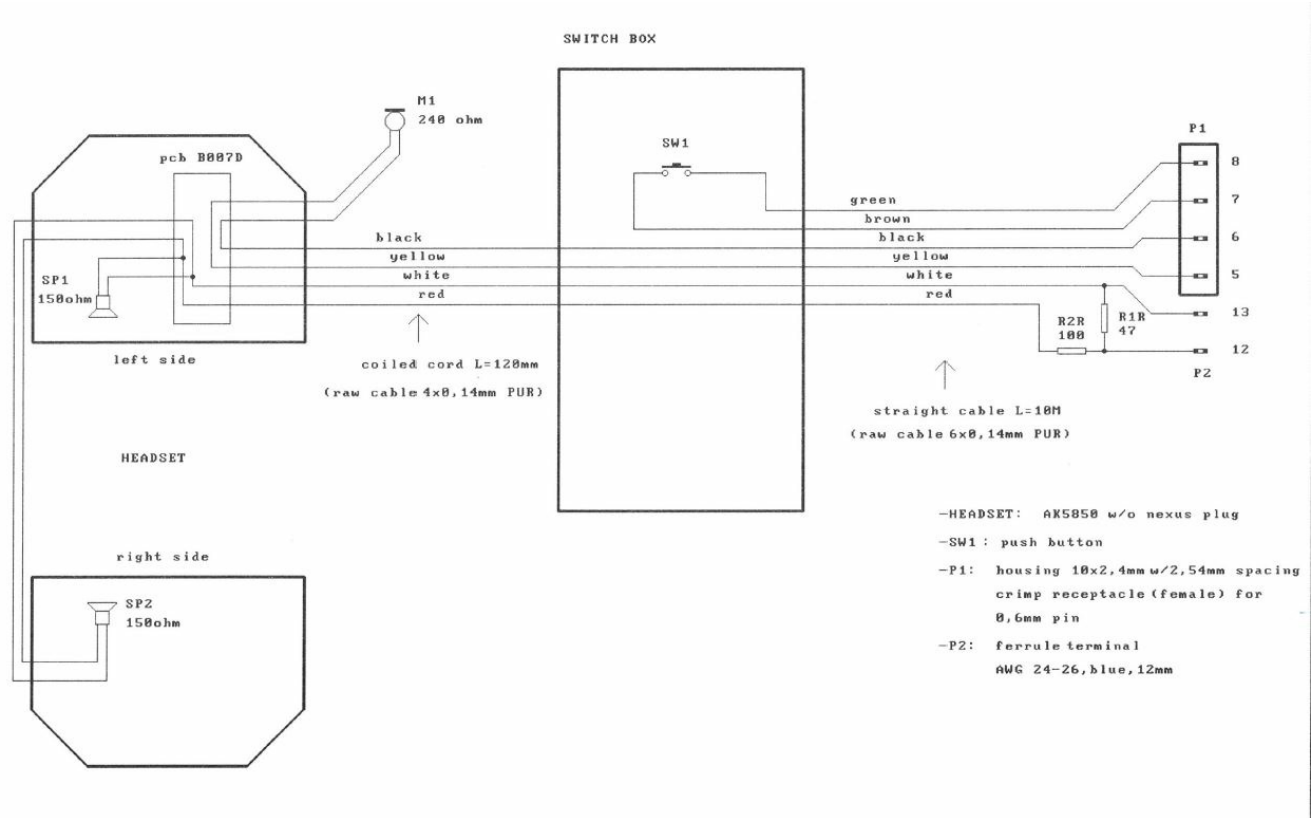 SWITCH BOX
M1
240 ohm
P1
pcb B007D
SW1
8
green
7
brown
black
black
6
yellow
yellow
SP1
white
white
5
150ohm
red
red
13
R2R
R1R
100
47
12
left side
P2
coiled cord L=120mm
(raw cable 4x0,14mm PUR)
straight cable L=10M
(raw cable 6x0,14mm PUR)
HEADSET
-HEADSET: AK5850 w/o nexus plug
-SW1: push button
right side
-P1: housing 10x2,4mm w/2,54mm spacing
crimp receptacle (female) for
0,6mm pin
SP2
150ohm
-P2: ferrule terminal
AWG 24-26, blue, 12mm